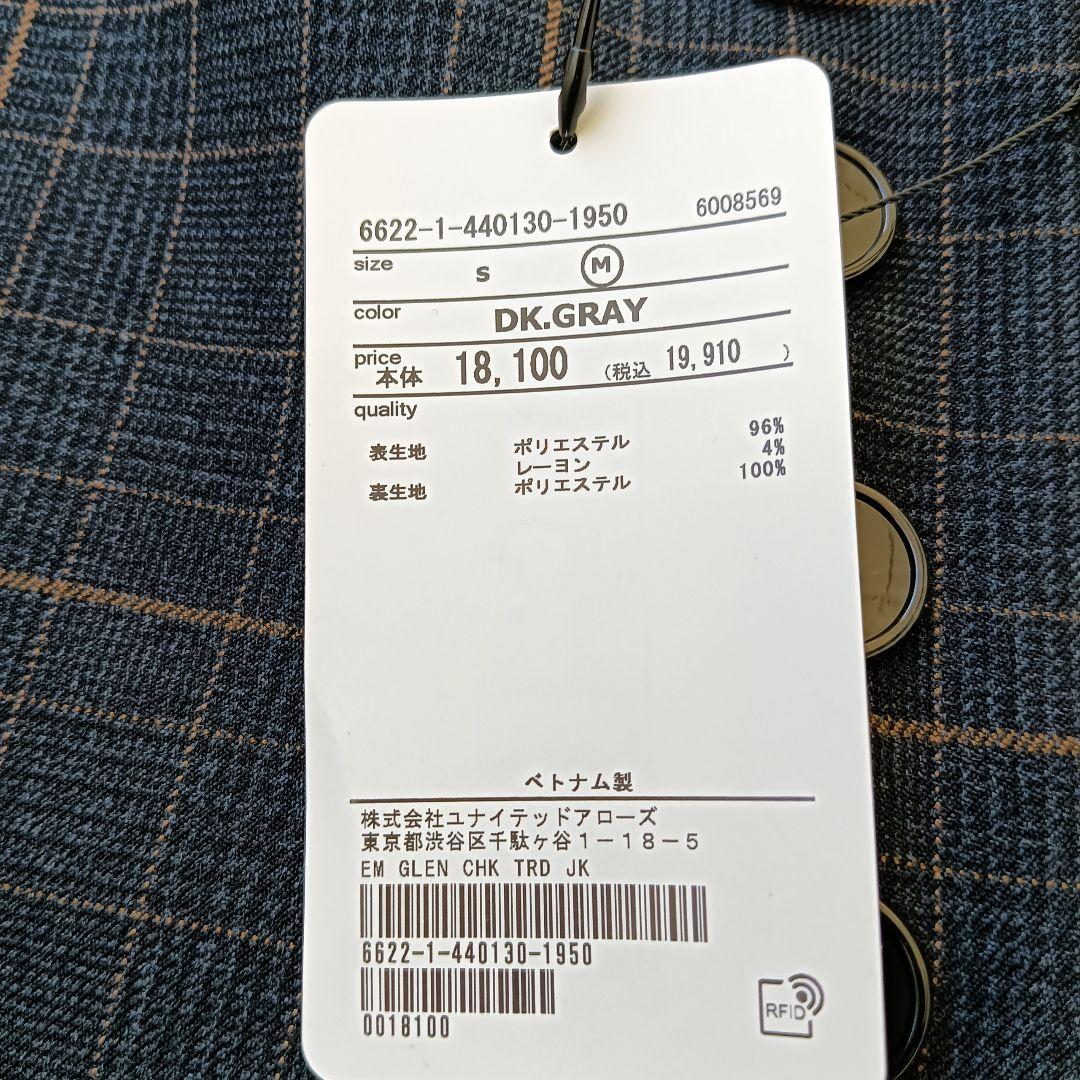 6622-1-440130-1950 6008569
size S M
color DK.GRAY
price 本体 18,100 (税込 19,910 )
quality
表生地 ポリエステル 96%
レーヨン 4%
裏生地 ポリエステル 100%
ベトナム製
株式会社ユナイテッドアローズ
東京都渋谷区千駄ヶ谷1-18-5
EM GLEN CHK TRD JK
6622-1-440130-1950
0018100
RFID